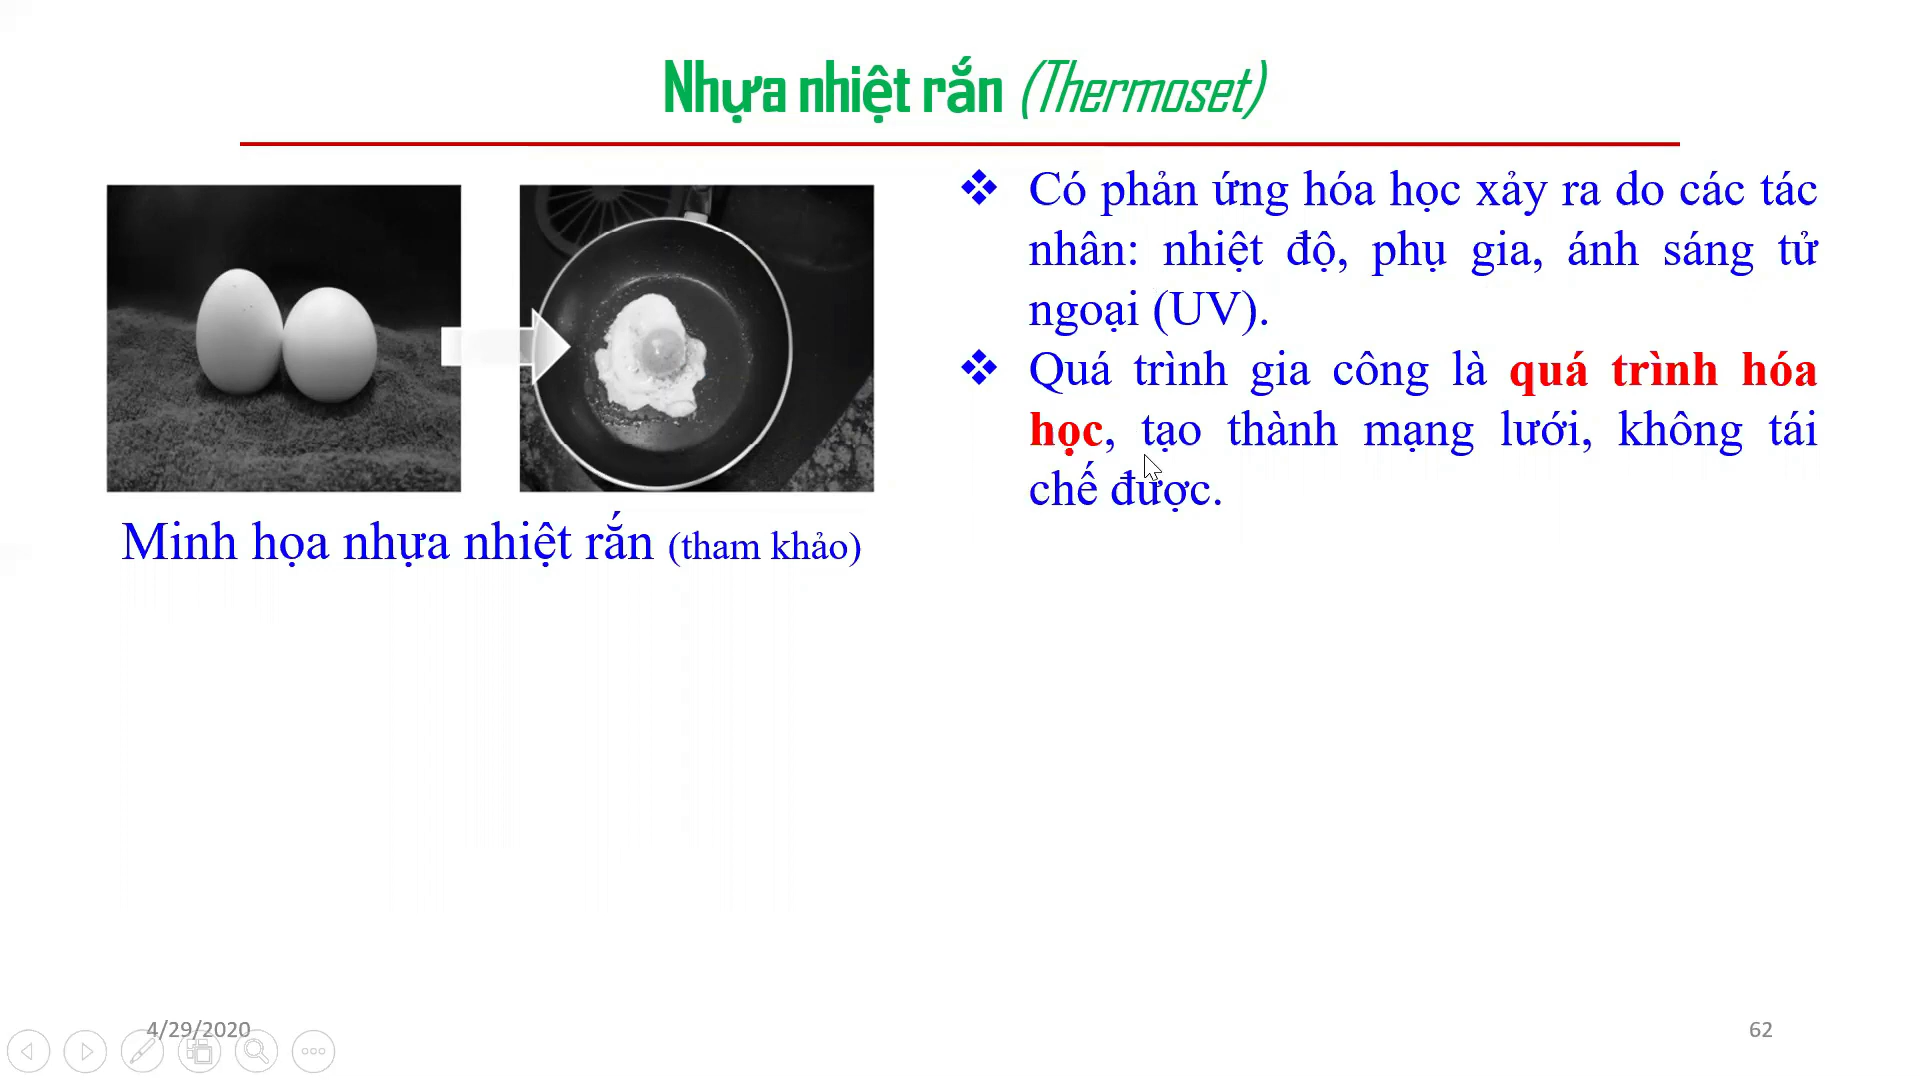 Nhựa nhiệt rắn (Thermoset)
Có phản ứng hóa học xảy ra do các tác
nhân: nhiệt độ, phụ gia, ánh sáng tử
ngoại (UV).
Quá trình gia công là quá trình hóa
học, tạo thành mạng lưới, không tái
chế được.
Minh họa nhựa nhiệt rắn (tham khảo)
4/29/2020
62